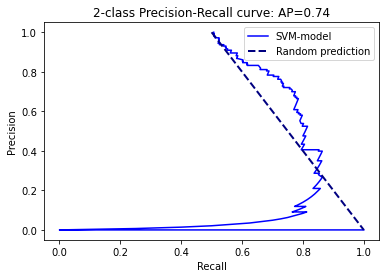 2-class Precision-Recall curve: AP=0.74
SVM-model
Random prediction
1.0
0.8
0.6
0.4
0.2
0.0
Precision
0.0 0.2 0.4 0.6 0.8 1.0
Recall